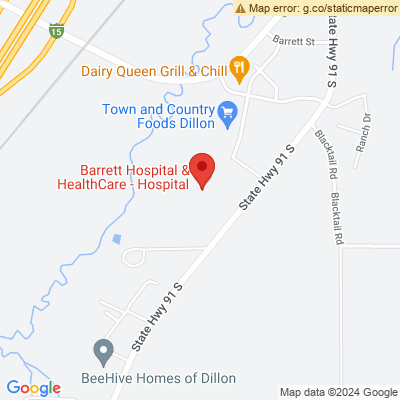 Map error: g.co/staticmaperror
15
Barrett St
State Hwy 91 S
Dairy Queen Grill & Chill
Town and Country
Foods Dillon
Ranch Dr
Blacktail Rd
Barrett Hospital &
HealthCare - Hospital
State Hwy 91 S
Blacktail Rd
State Hwy 91 S
BeeHive Homes of Dillon
Google
Map data ©2024 Google